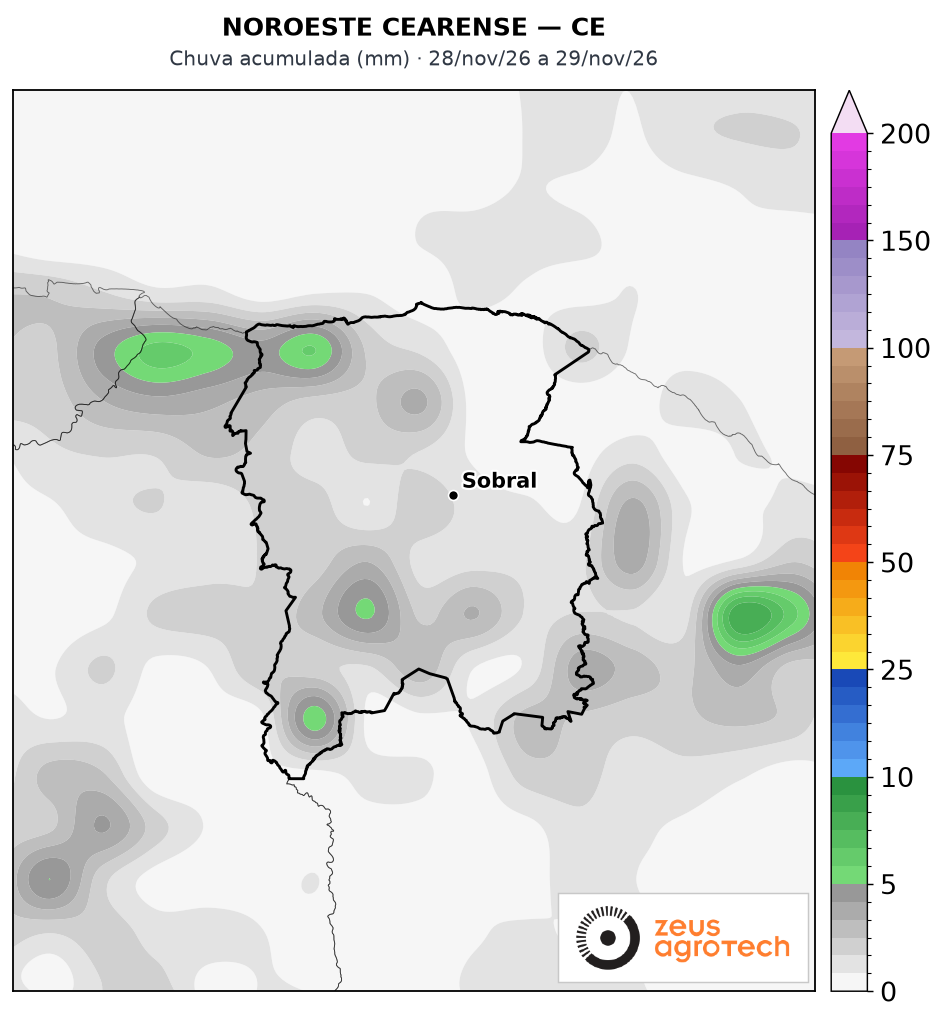 NOROESTE CEARENSE — CE
Chuva acumulada (mm) · 28/nov/26 a 29/nov/26
200
150
100
75
50
25
10
5
0
Sobral
zeus
agrotech